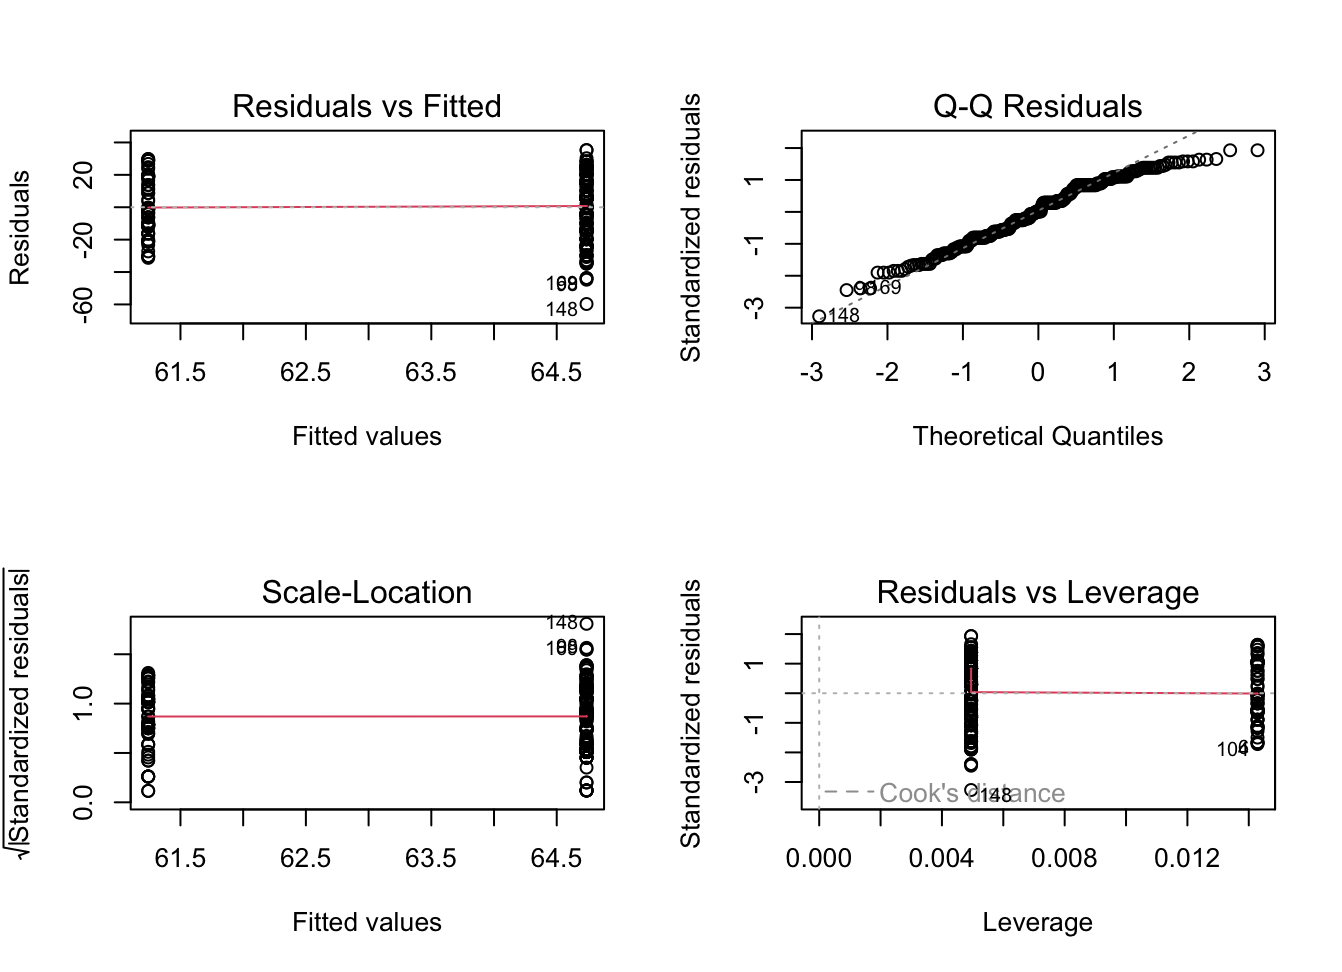 Residuals vs Fitted
Residuals
20
-20
-60
148
61.5 62.5 63.5 64.5
Fitted values
Q-Q Residuals
Standardized residuals
1
-1
-3
169
148
-3 -2 -1 0 1 2 3
Theoretical Quantiles
Scale-Location
√|Standardized residuals|
1.0
0.0
148
61.5 62.5 63.5 64.5
Fitted values
Residuals vs Leverage
Standardized residuals
1
-1
-3
Cook's distance
148
0.000 0.004 0.008 0.012
Leverage